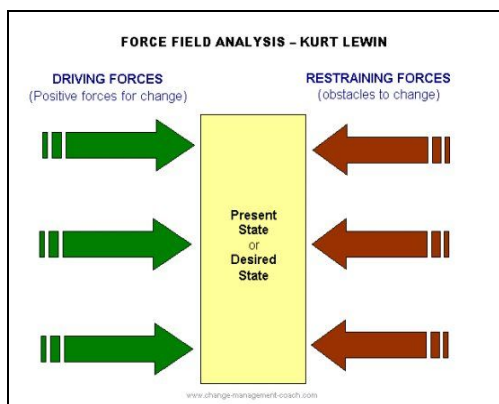 FORCE FIELD ANALYSIS – KURT LEWIN
DRIVING FORCES
(Positive forces for change)
RESTRAINING FORCES
(obstacles to change)
Present
State
or
Desired
State
www.change-management-coach.com